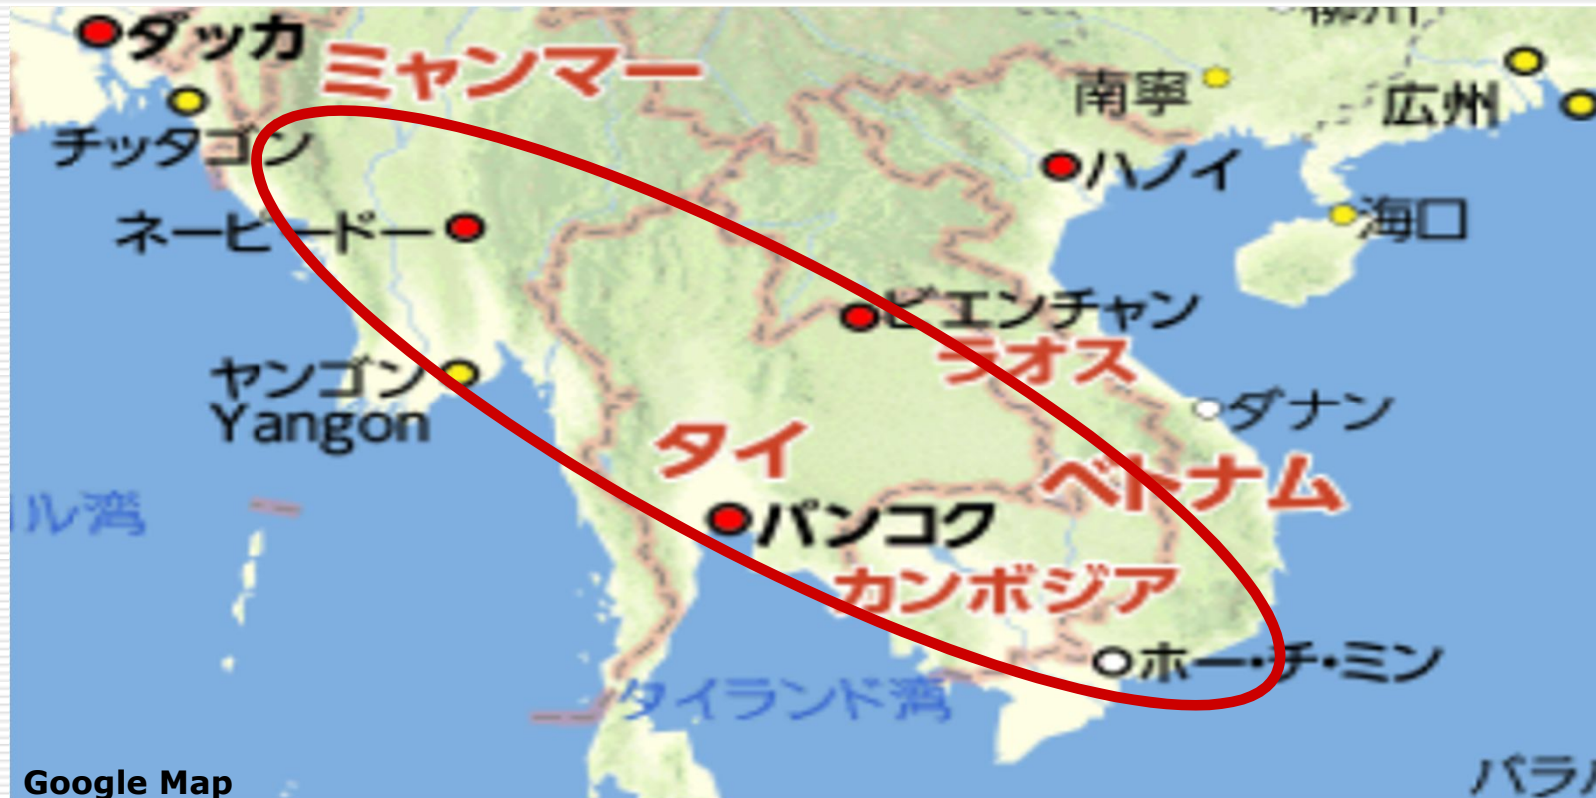 ダッカ
ミャンマー
南寧
広州
チッタゴン
ハノイ
ネーピードー
海口
ビエンチャン
ラオス
ヤンゴン
Yangon
ダナン
タイ
ベトナム
ル湾
バンコク
カンボジア
ホー・チ・ミン
タイランド湾
Google Map